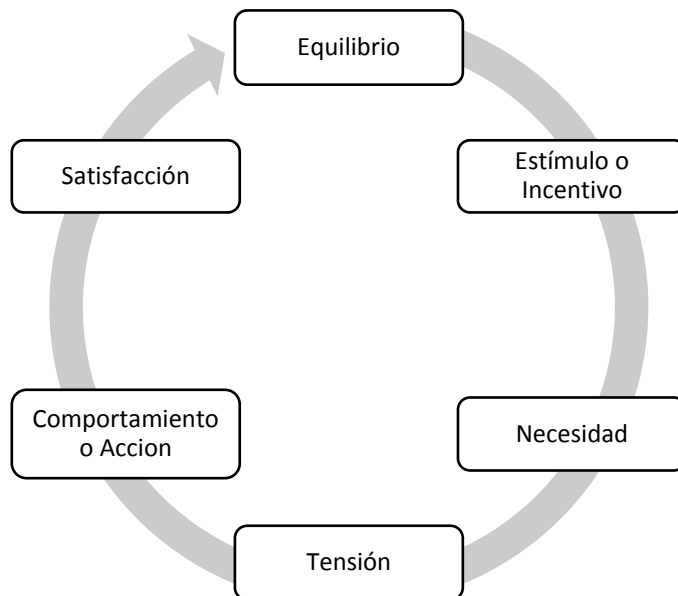 Equilibrio
Estímulo o
Incentivo
Necesidad
Tensión
Comportamiento
o Accion
Satisfacción